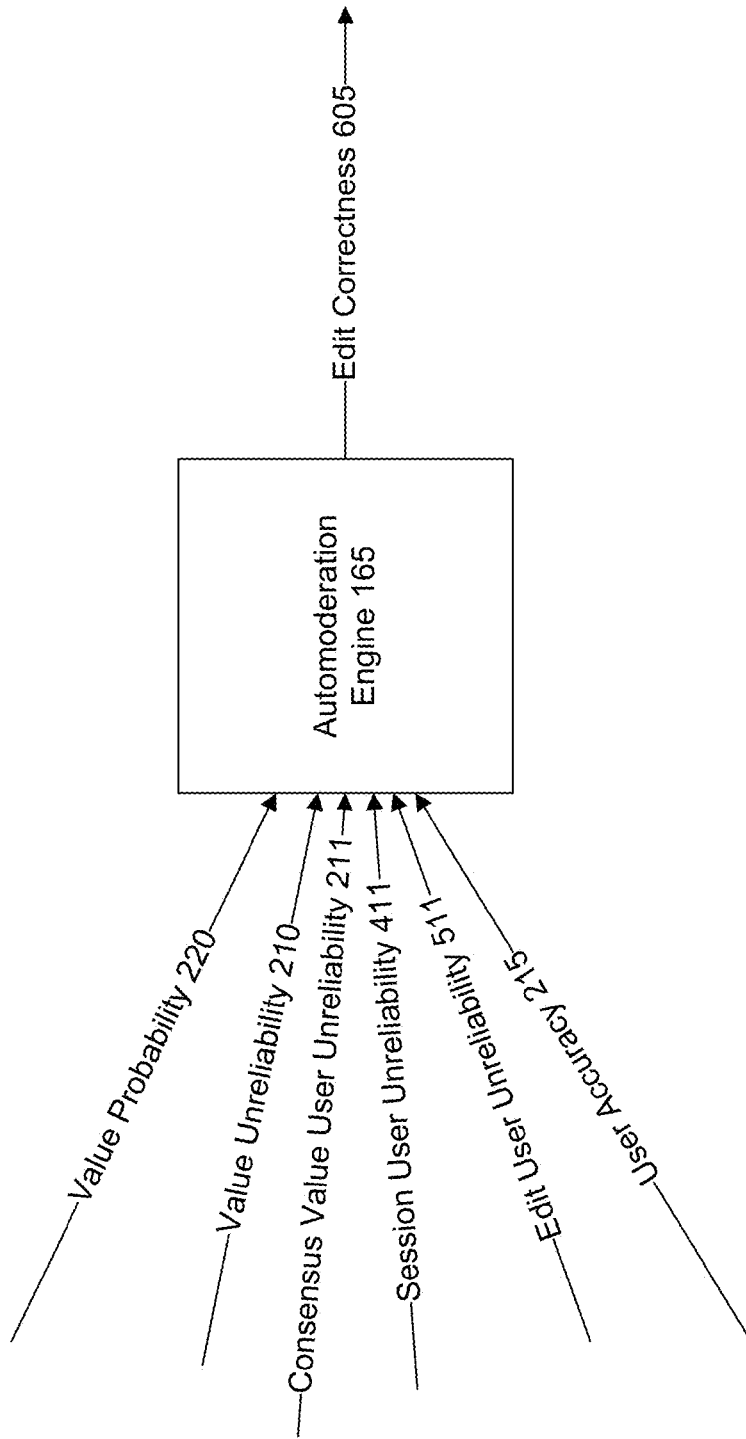 Value Probability 220
Value Unreliability 210
Consensus Value User Unreliability 211
Session User Unreliability 411
Edit User Unreliability 511
User Accuracy 215
Automoderation
Engine 165
Edit Correctness 605